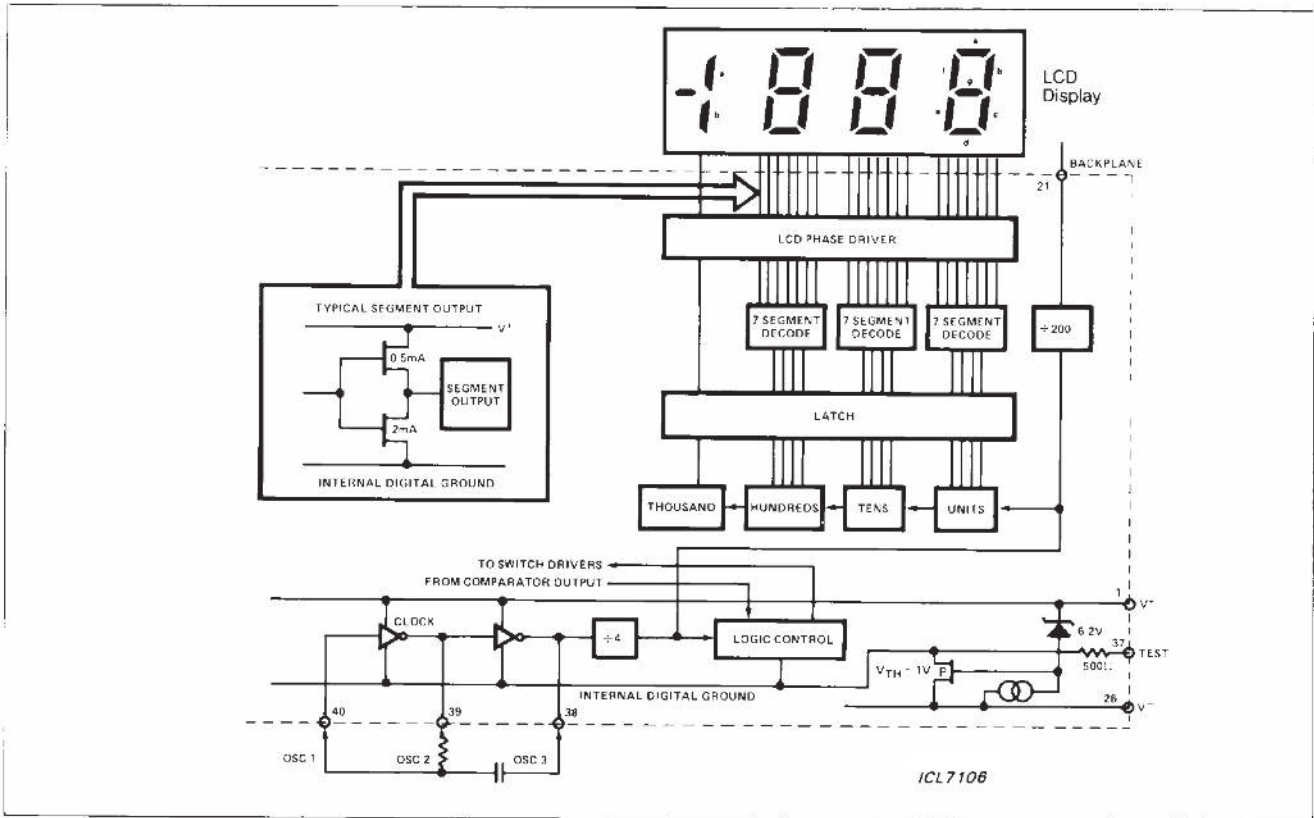 a
f
b
g
a
b
e
c
d
LCD
Display
BACKPLANE
21
LCD PHASE DRIVER
TYPICAL SEGMENT OUTPUT
V+
0.5mA
SEGMENT
OUTPUT
2mA
INTERNAL DIGITAL GROUND
7 SEGMENT
DECODE
7 SEGMENT
DECODE
7 SEGMENT
DECODE
÷200
LATCH
THOUSAND
HUNDREDS
TENS
UNITS
TO SWITCH DRIVERS
FROM COMPARATOR OUTPUT
1
V+
CLOCK
÷4
LOGIC CONTROL
6.2V
37
TEST
500Ω
VTH = 1V
P
INTERNAL DIGITAL GROUND
26
V−
40
39
38
OSC 1
OSC 2
OSC 3
ICL7106